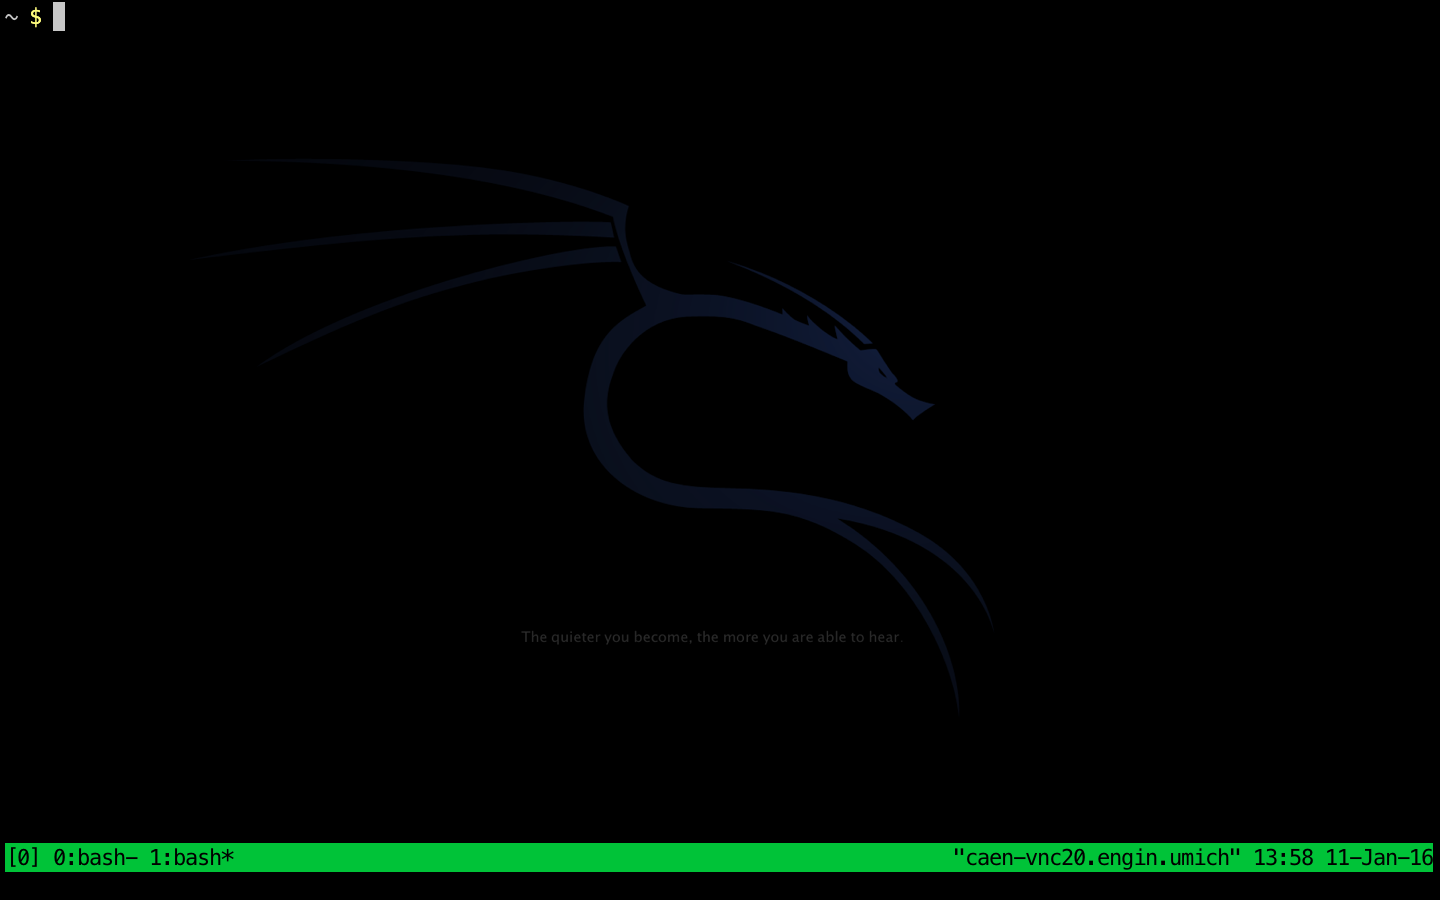 ~ $
The quieter you become, the more you are able to hear.
[0] 0:bash- 1:bash* "caen-vnc20.engin.umich" 13:58 11-Jan-16